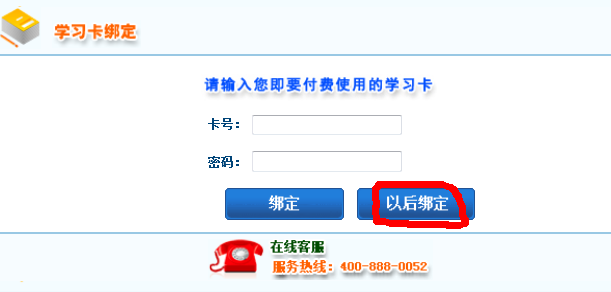 学习卡绑定
请输入您即要付费使用的学习卡
卡号：
密码：
绑定 以后绑定
在线客服
服务热线：400-888-0052